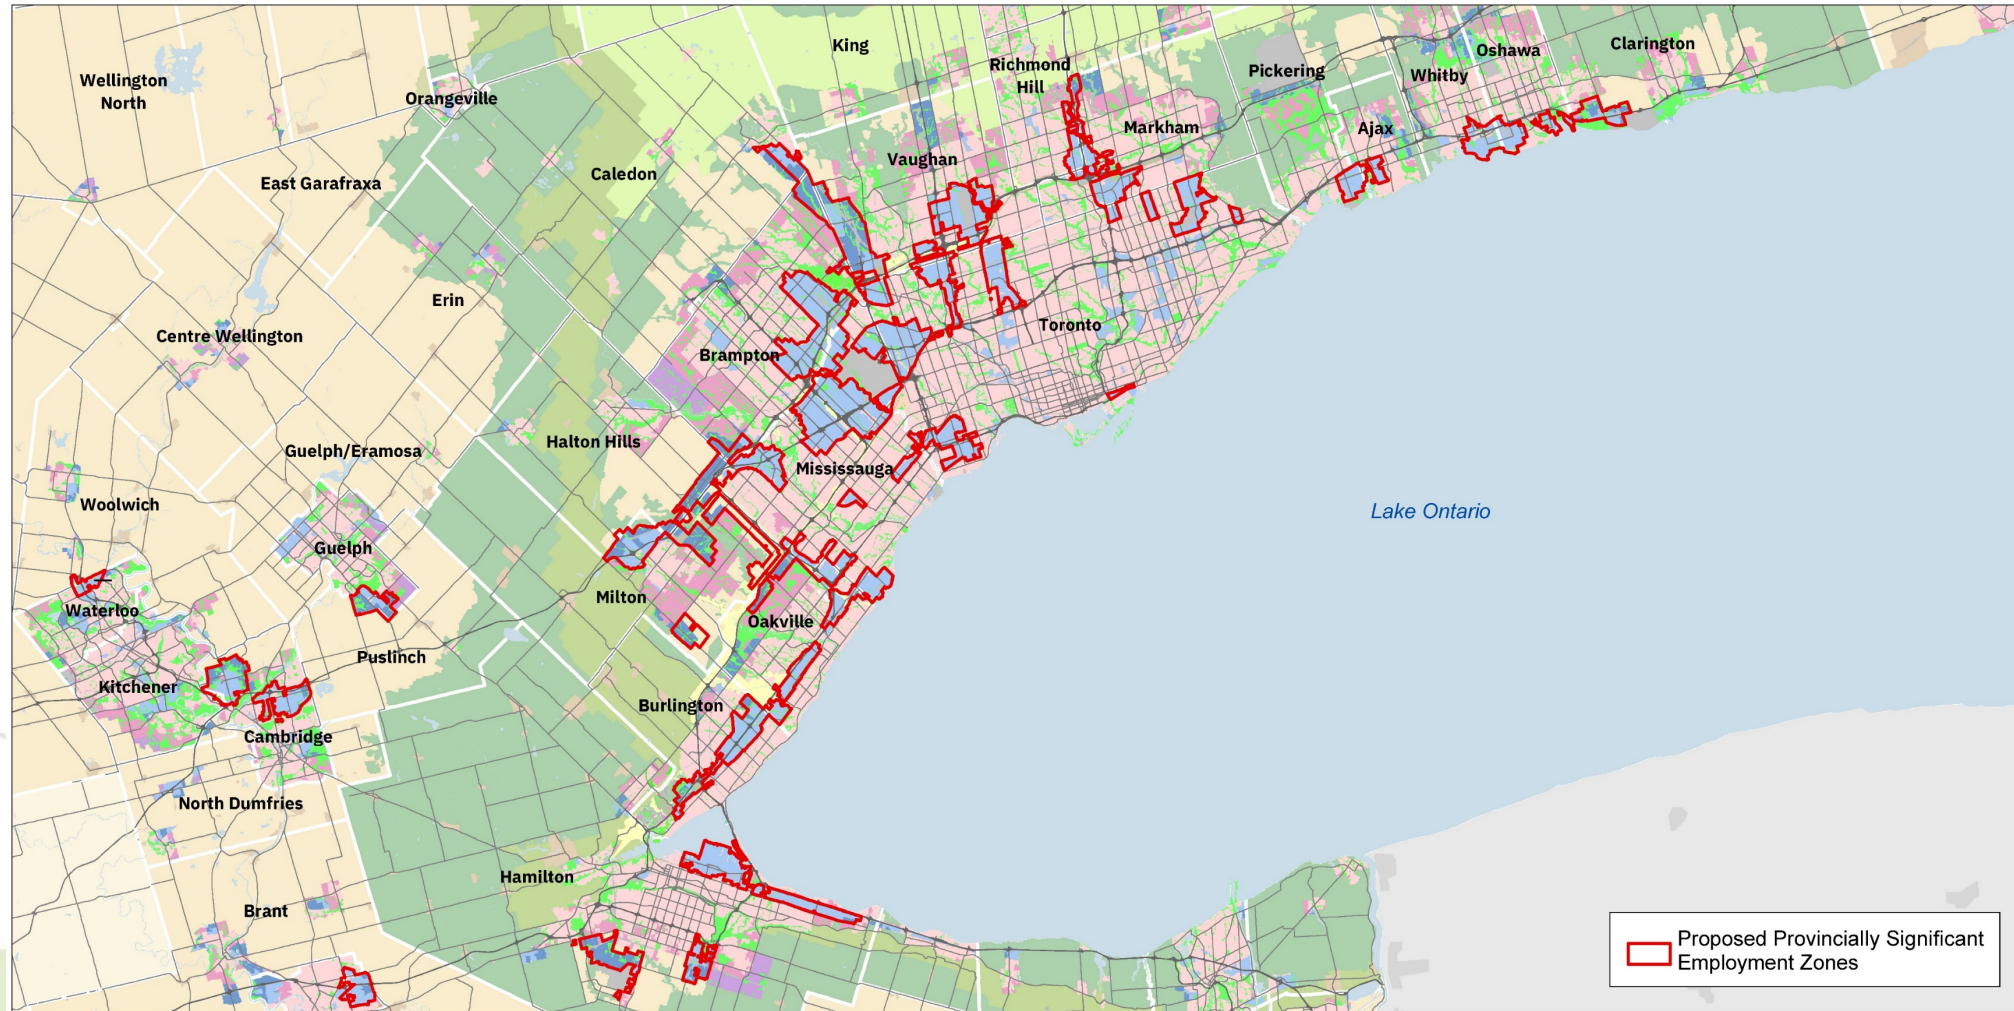 King
Richmond
Hill
Pickering
Whitby
Oshawa
Clarington
Wellington
North
Orangeville
Markham
Ajax
Vaughan
Caledon
East Garafraxa
Erin
Centre Wellington
Toronto
Brampton
Halton Hills
Guelph/Eramosa
Mississauga
Woolwich
Lake Ontario
Guelph
Milton
Waterloo
Oakville
Puslinch
Kitchener
Burlington
Cambridge
North Dumfries
Hamilton
Brant
Proposed Provincially Significant
Employment Zones